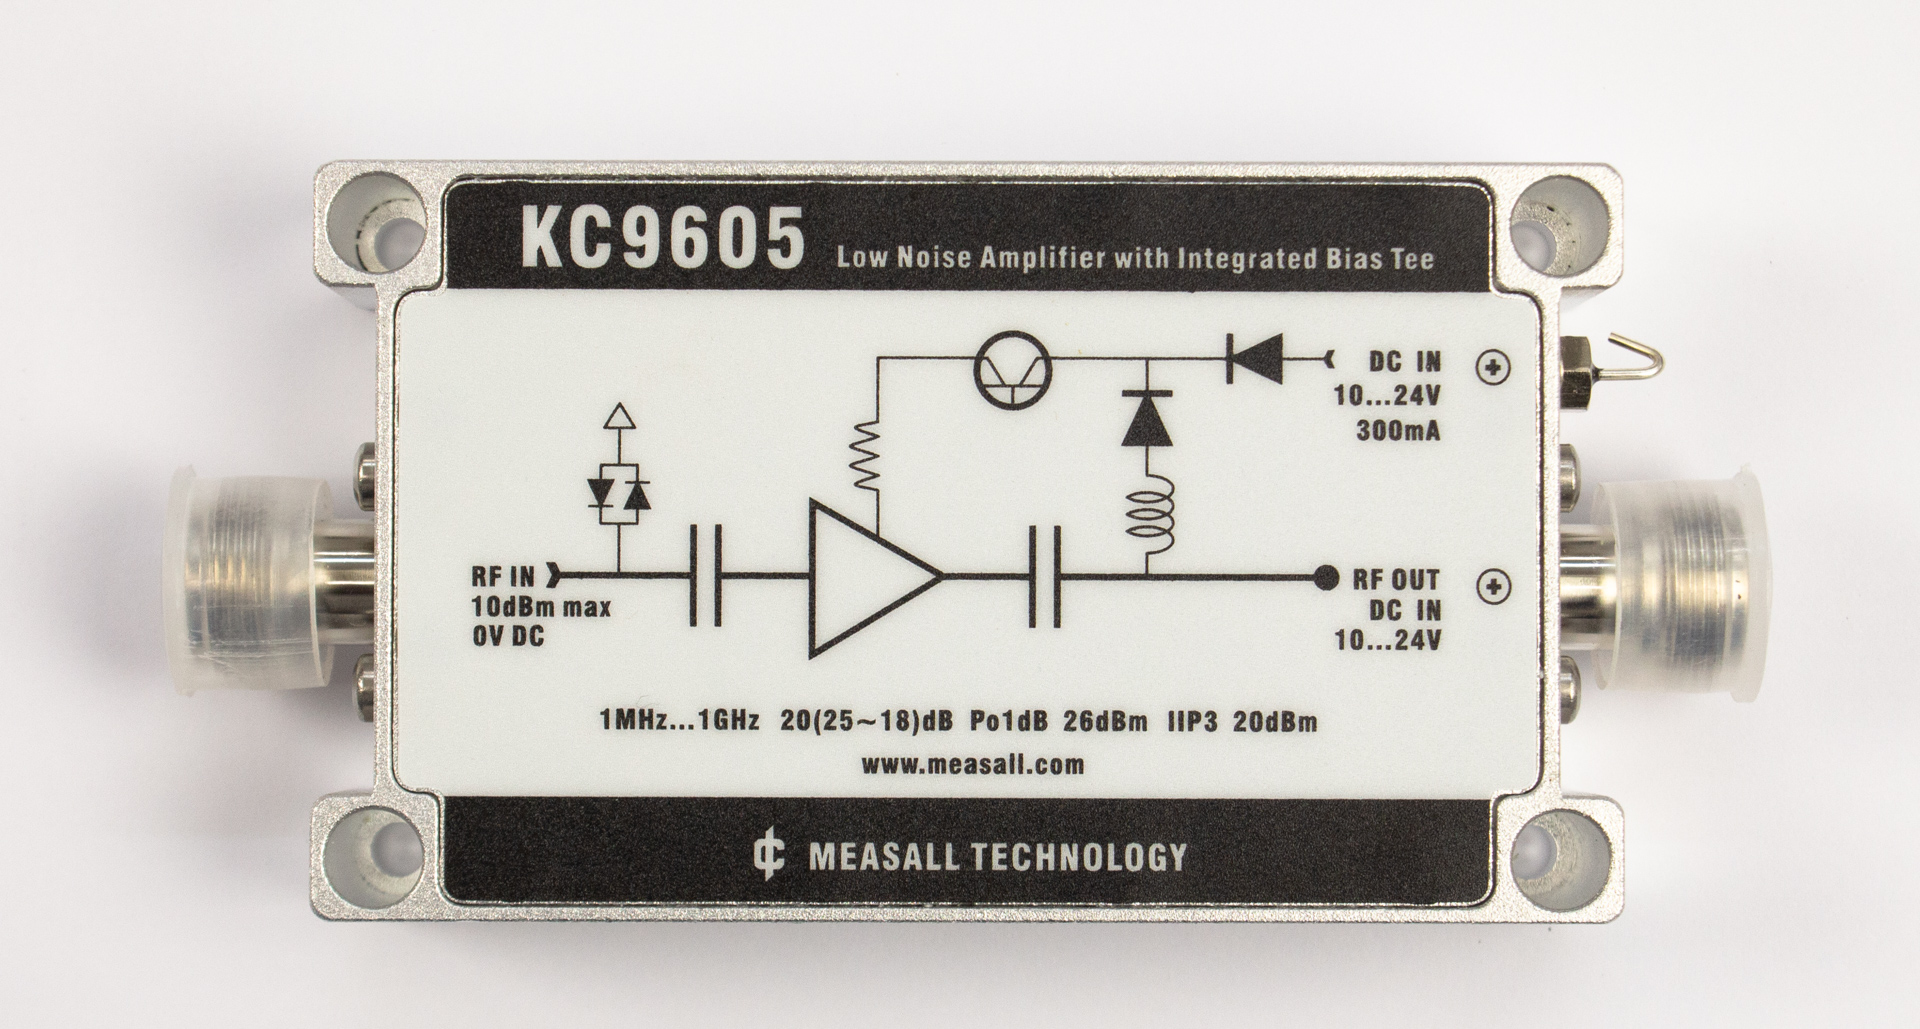 KC9605 Low Noise Amplifier with Integrated Bias Tee
DC IN
10...24V
300mA
RF IN
10dBm max
0V DC
RF OUT
DC IN
10...24V
1MHz...1GHz 20(25~18)dB Po1dB 26dBm IIP3 20dBm
www.measall.com
MEASALL TECHNOLOGY